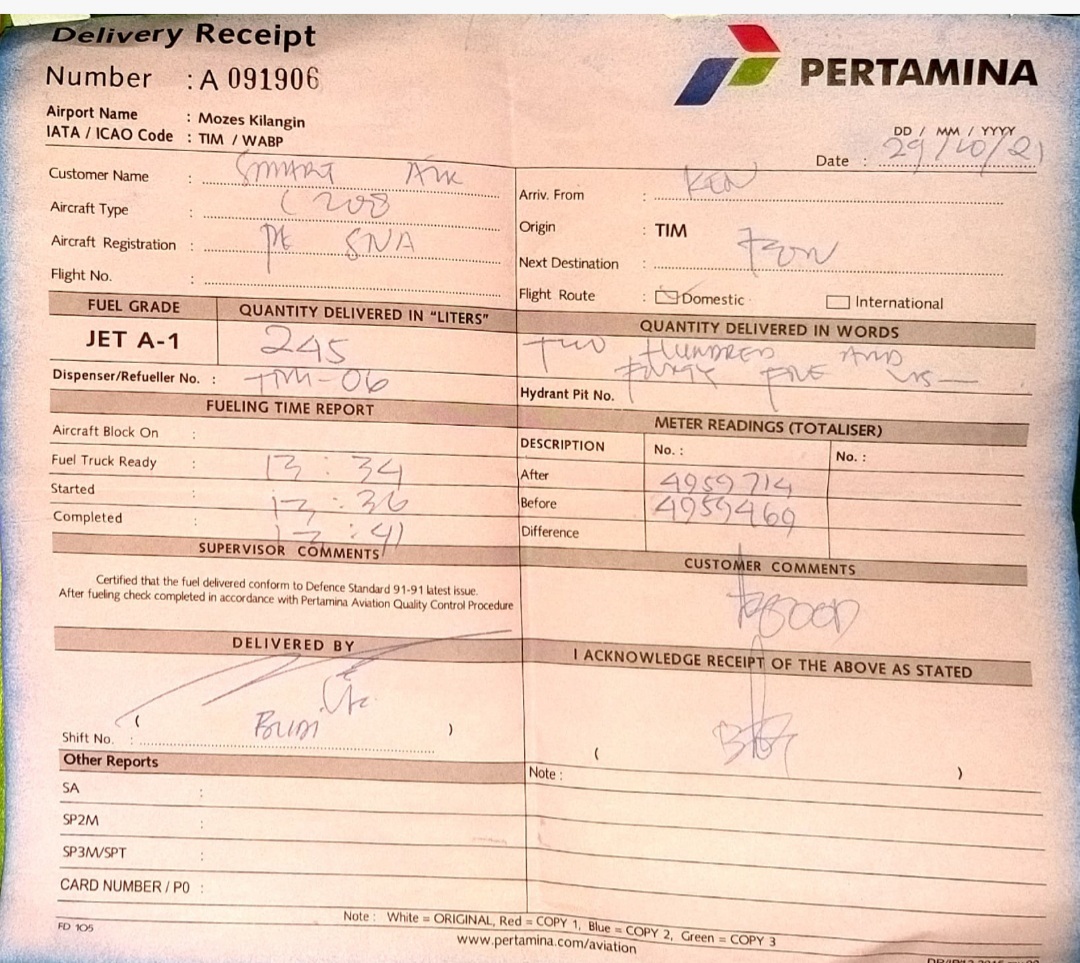 Delivery Receipt
PERTAMINA
Number : A 091906
Airport Name : Mozes Kilangin
IATA / ICAO Code : TIM / WABP
DD / MM / YYYY
Date : 29/10/21
Customer Name : SMART AIR
Aircraft Type : C 208
Aircraft Registration : PK SNA
Flight No. :
Arriv. From :
Origin : TIM
Next Destination :
Flight Route : Domestic International
FUEL GRADE QUANTITY DELIVERED IN "LITERS"
JET A-1 245
Dispenser/Refueller No. : TIM-06
QUANTITY DELIVERED IN WORDS
TWO HUNDRED AND
FORTY FIVE
Hydrant Pit No.
FUELING TIME REPORT
Aircraft Block On :
Fuel Truck Ready : 13 : 34
Started : 13 : 36
Completed : 13 : 41
METER READINGS (TOTALISER)
DESCRIPTION No. : No. :
After 4959714
Before 4959469
Difference
SUPERVISOR COMMENTS
Certified that the fuel delivered conform to Defence Standard 91-91 latest issue.
After fueling check completed in accordance with Pertamina Aviation Quality Control Procedure
CUSTOMER COMMENTS
GOOD
DELIVERED BY
( BUDI )
Shift No. :
I ACKNOWLEDGE RECEIPT OF THE ABOVE AS STATED
( )
Other Reports
SA :
SP2M :
SP3M/SPT :
CARD NUMBER / PO :
Note :
Note : White = ORIGINAL, Red = COPY 1, Blue = COPY 2, Green = COPY 3
FD 105
www.pertamina.com/aviation